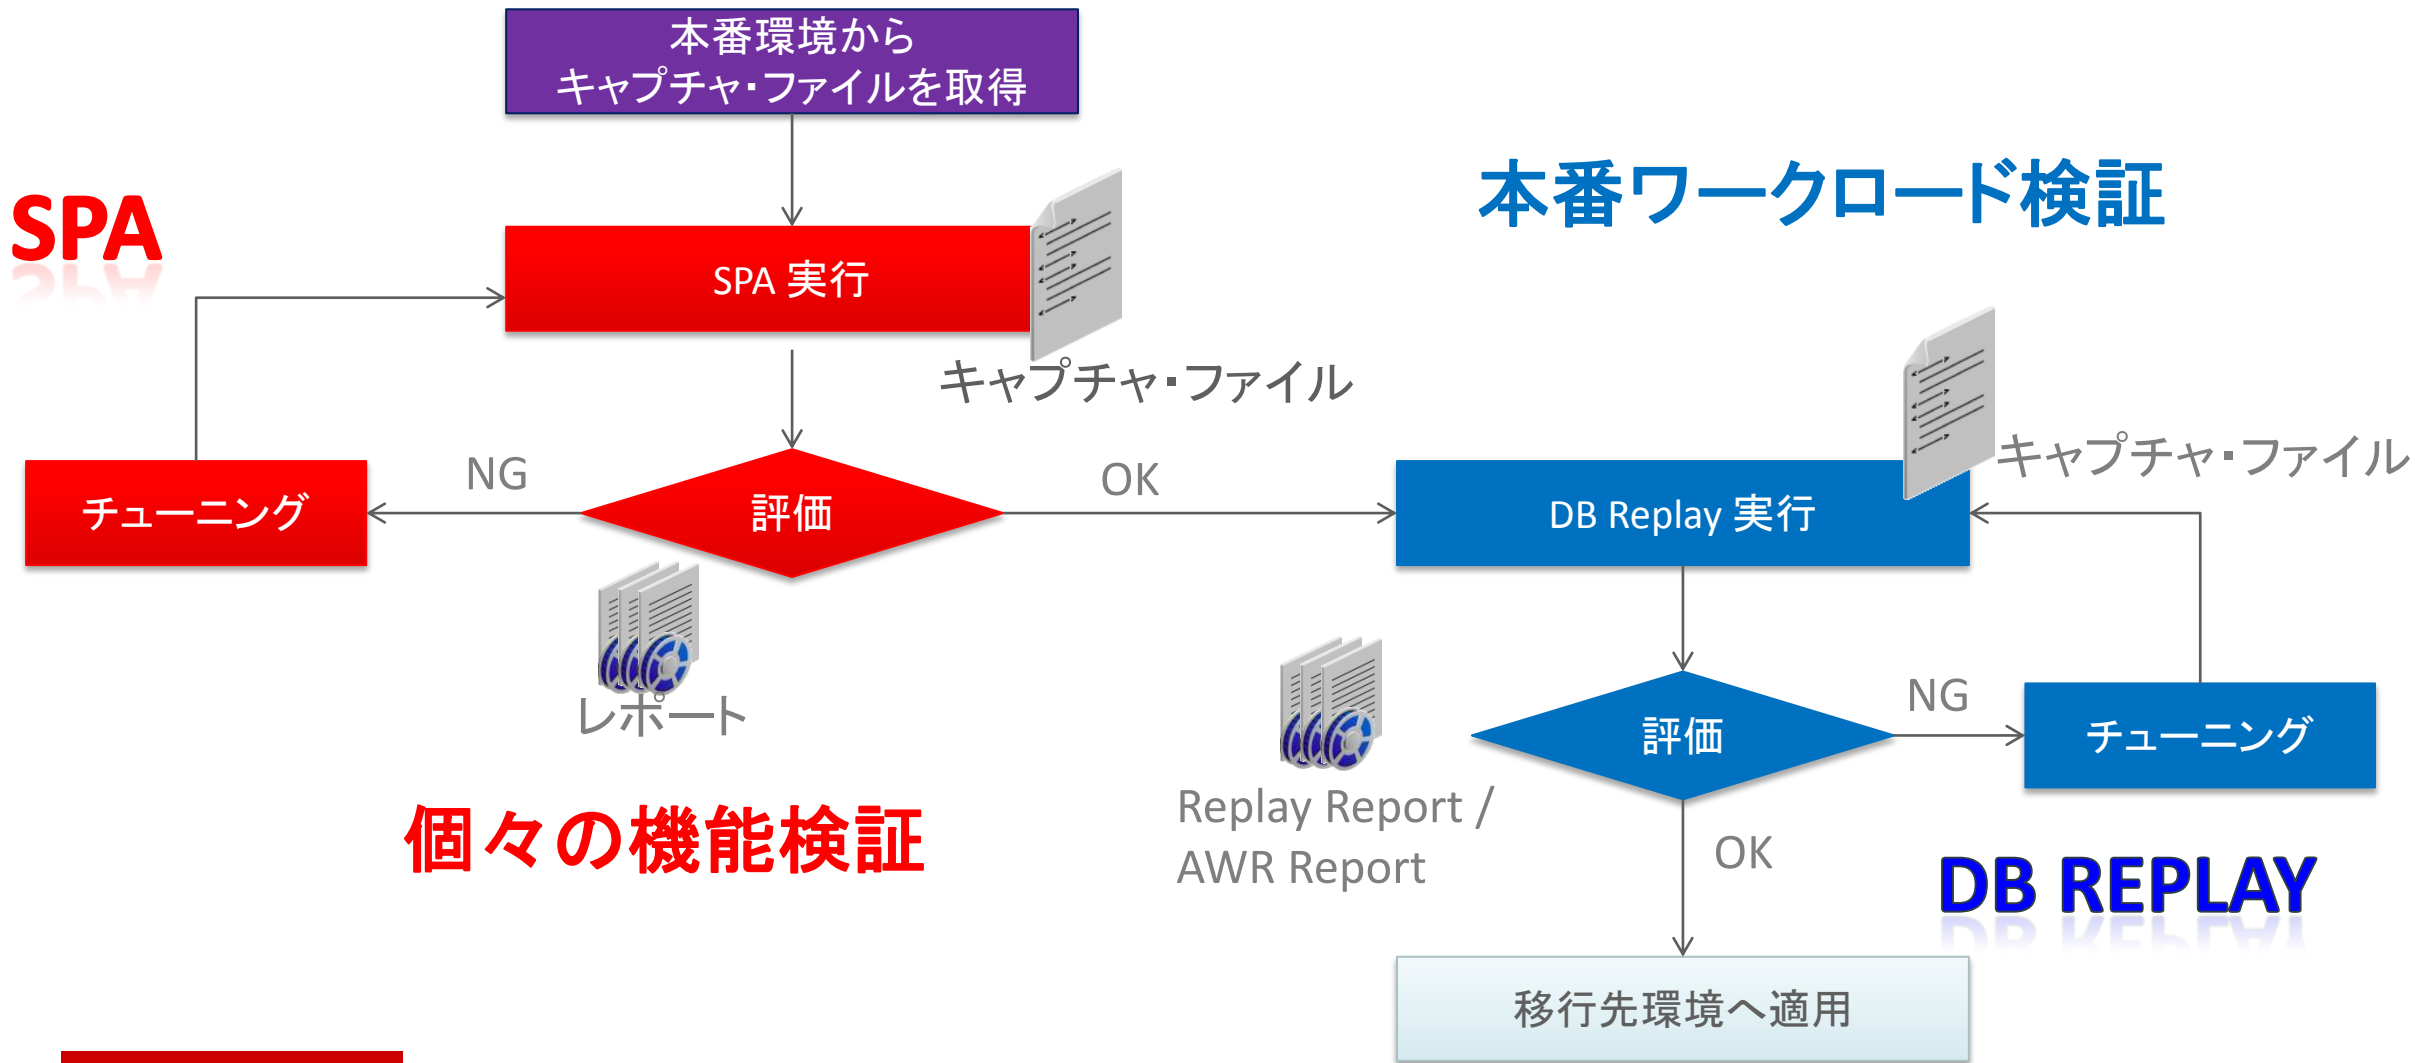 本番環境から
キャプチャ・ファイルを取得
SPA
本番ワークロード検証
SPA 実行
キャプチャ・ファイル
キャプチャ・ファイル
チューニング
NG
評価
OK
DB Replay 実行
レポート
評価
NG
チューニング
Replay Report /
AWR Report
個々の機能検証
OK
DB REPLAY
移行先環境へ適用